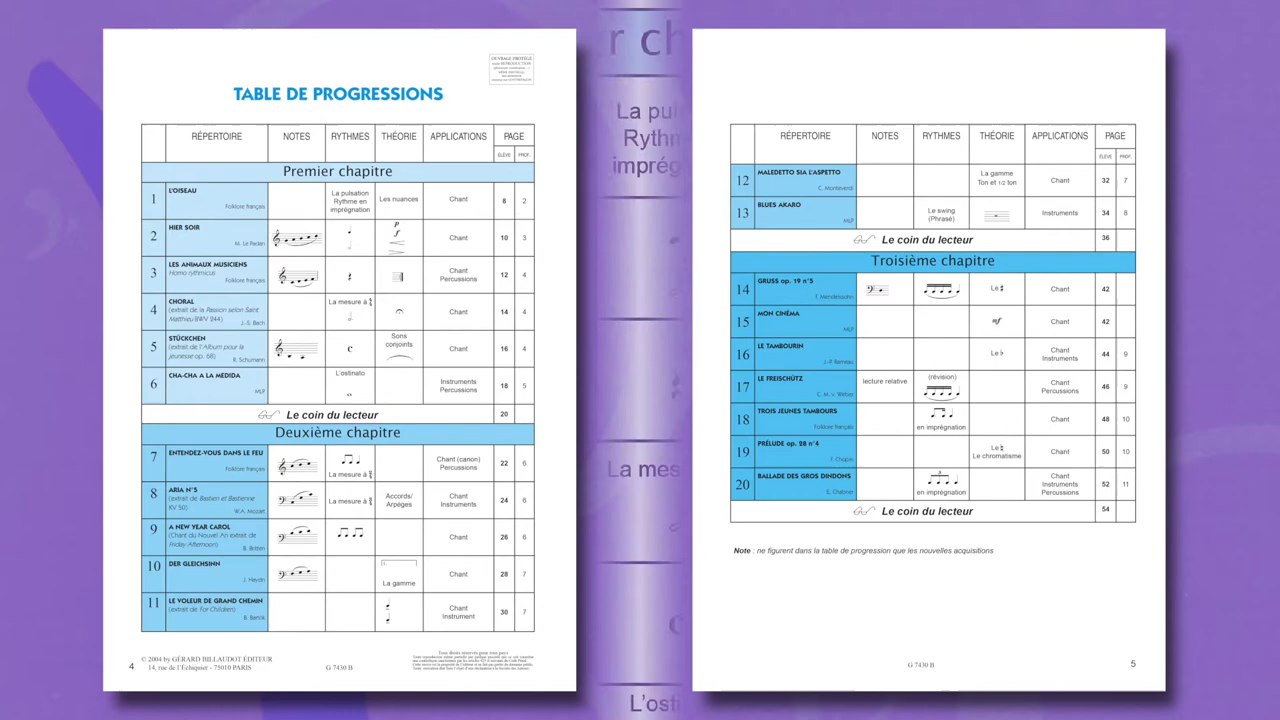 OUVRAGE PROTÉGÉ
TABLE DE PROGRESSIONS
RÉPERTOIRE NOTES RYTHMES THÉORIE APPLICATIONS PAGE
ÉLÈVE PROF.
Premier chapitre
1 L'OISEAU Folklore français La pulsation Rythme en imprégnation Les nuances Chant 8 2
2 HIER SOIR M. Le Padan p f Chant 10 3
3 LES ANIMAUX MUSICIENS Homo rythmicus Folklore français Chant Percussions 12 4
4 CHORAL (extrait de la Passion selon Saint Matthieu BWV 244) J.-S. Bach La mesure à Chant 14 4
5 STÜCKCHEN (extrait de l'Album pour la jeunesse op. 68) R. Schumann c Sons conjoints Chant 16 4
6 CHA-CHA A LA MEDIDA MLP L'ostinato Instruments Percussions 18 5
Le coin du lecteur 20
Deuxième chapitre
7 ENTENDEZ-VOUS DANS LE FEU Folklore français La mesure à Chant (canon) Percussions 22 6
8 ARIA N°5 (extrait de Bastien et Bastienne KV 50) W.A. Mozart La mesure à Accords/ Arpèges Chant Instruments 24 6
9 A NEW YEAR CAROL (Chant du Nouvel An extrait de Friday Afternoon) B. Britten Chant 26 6
10 DER GLEICHSINN J. Haydn La gamme Chant 28 7
11 LE VOLEUR DE GRAND CHEMIN (extrait de For Children) B. Bartók Chant Instrument 30 7
4 © 2004 by GÉRARD BILLAUDOT ÉDITEUR
14, rue de l'Échiquier - 75010 PARIS
G 7430 B
Tous droits réservés pour tous pays
r ch
La pul
Rythm
imprég
La mes
L'osti
RÉPERTOIRE NOTES RYTHMES THÉORIE APPLICATIONS PAGE
ÉLÈVE PROF.
12 MALEDETTO SIA L'ASPETTO C. Monteverdi La gamme Ton et 1/2 ton Chant 32 7
13 BLUES AKARO MLP Le swing (Phrasé) Instruments 34 8
Le coin du lecteur 36
Troisième chapitre
14 GRUSS op. 19 n°5 F. Mendelssohn Le ♯ Chant 42
15 MON CINÉMA MLP mf Chant 42
16 LE TAMBOURIN J.-P. Rameau Le ♭ Chant Instruments 44 9
17 LE FREISCHÜTZ C. M. v. Weber lecture relative (révision) Chant Percussions 46 9
18 TROIS JEUNES TAMBOURS Folklore français en imprégnation Chant 48 10
19 PRÉLUDE op. 28 n°4 F. Chopin Le ♮ Le chromatisme Chant 50 10
20 BALLADE DES GROS DINDONS E. Chabrier 3 en imprégnation Chant Instruments Percussions 52 11
Le coin du lecteur 54
Note : ne figurent dans la table de progression que les nouvelles acquisitions
G 7430 B
5